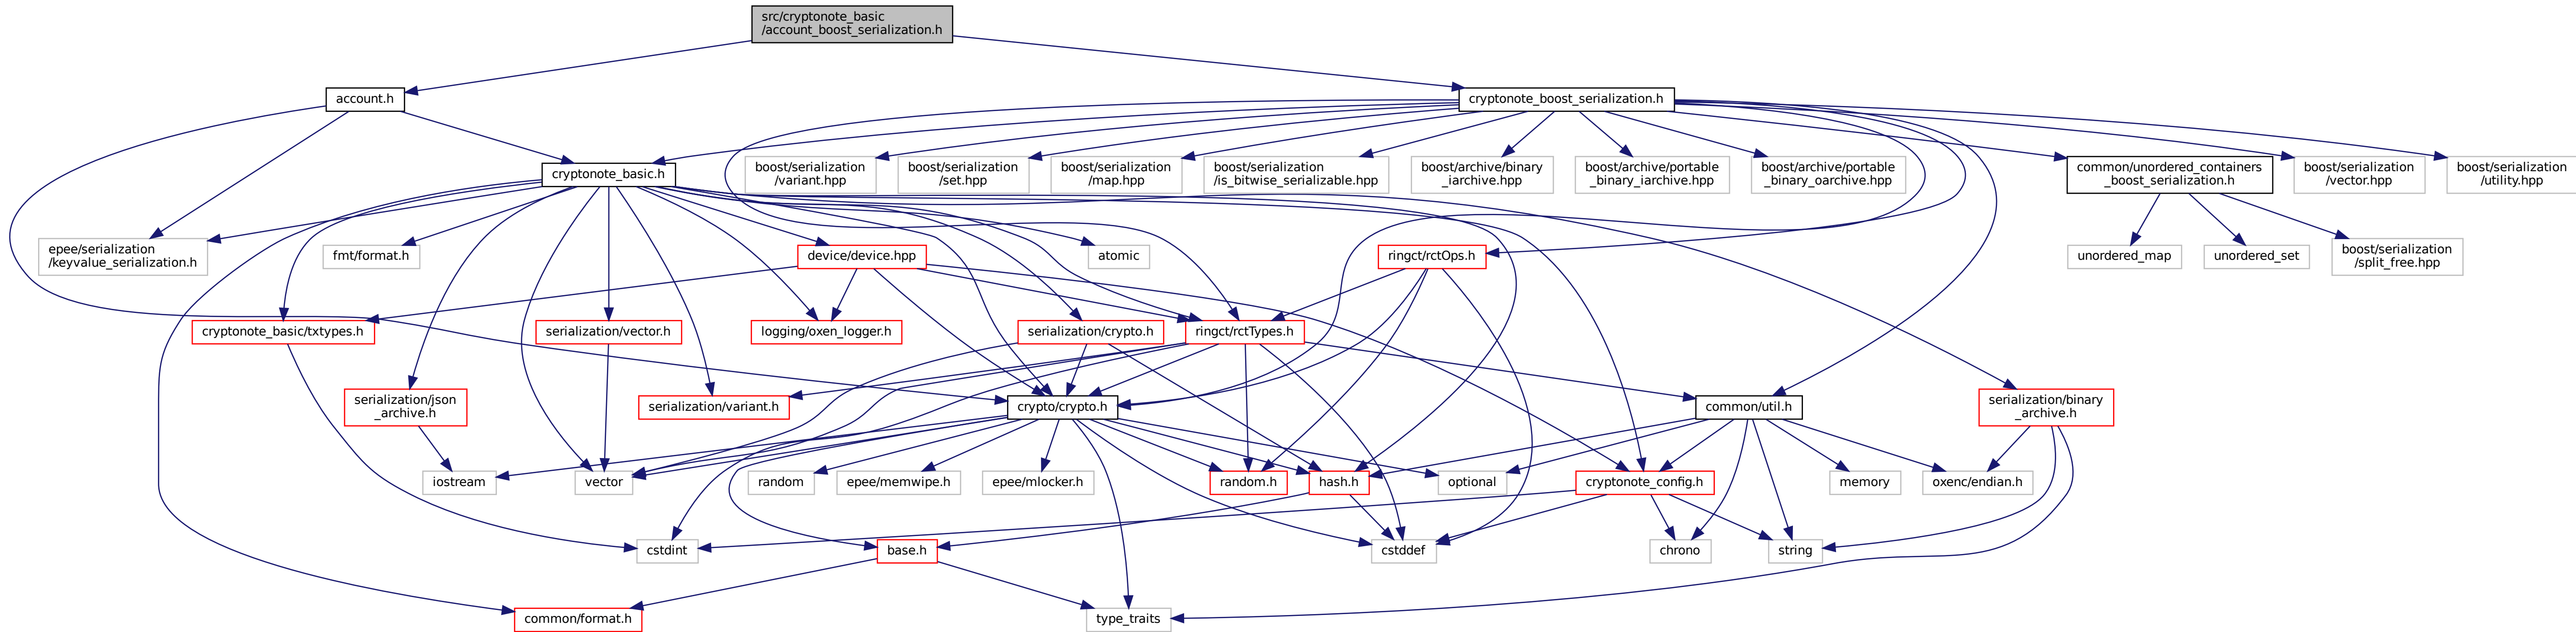 src/cryptonote_basic
/account_boost_serialization.h
account.h
cryptonote_boost_serialization.h
cryptonote_basic.h
boost/serialization
/variant.hpp
boost/serialization
/set.hpp
boost/serialization
/map.hpp
boost/serialization
/is_bitwise_serializable.hpp
boost/archive/binary
_iarchive.hpp
boost/archive/portable
_binary_iarchive.hpp
boost/archive/portable
_binary_oarchive.hpp
common/unordered_containers
_boost_serialization.h
boost/serialization
/vector.hpp
boost/serialization
/utility.hpp
epee/serialization
/keyvalue_serialization.h
fmt/format.h
device/device.hpp
atomic
ringct/rctOps.h
unordered_map
unordered_set
boost/serialization
/split_free.hpp
cryptonote_basic/txtypes.h
serialization/vector.h
logging/oxen_logger.h
serialization/crypto.h
ringct/rctTypes.h
serialization/json
_archive.h
serialization/variant.h
crypto/crypto.h
common/util.h
serialization/binary
_archive.h
iostream
vector
random
epee/memwipe.h
epee/mlocker.h
random.h
hash.h
optional
cryptonote_config.h
memory
oxenc/endian.h
cstdint
base.h
cstddef
chrono
string
common/format.h
type_traits